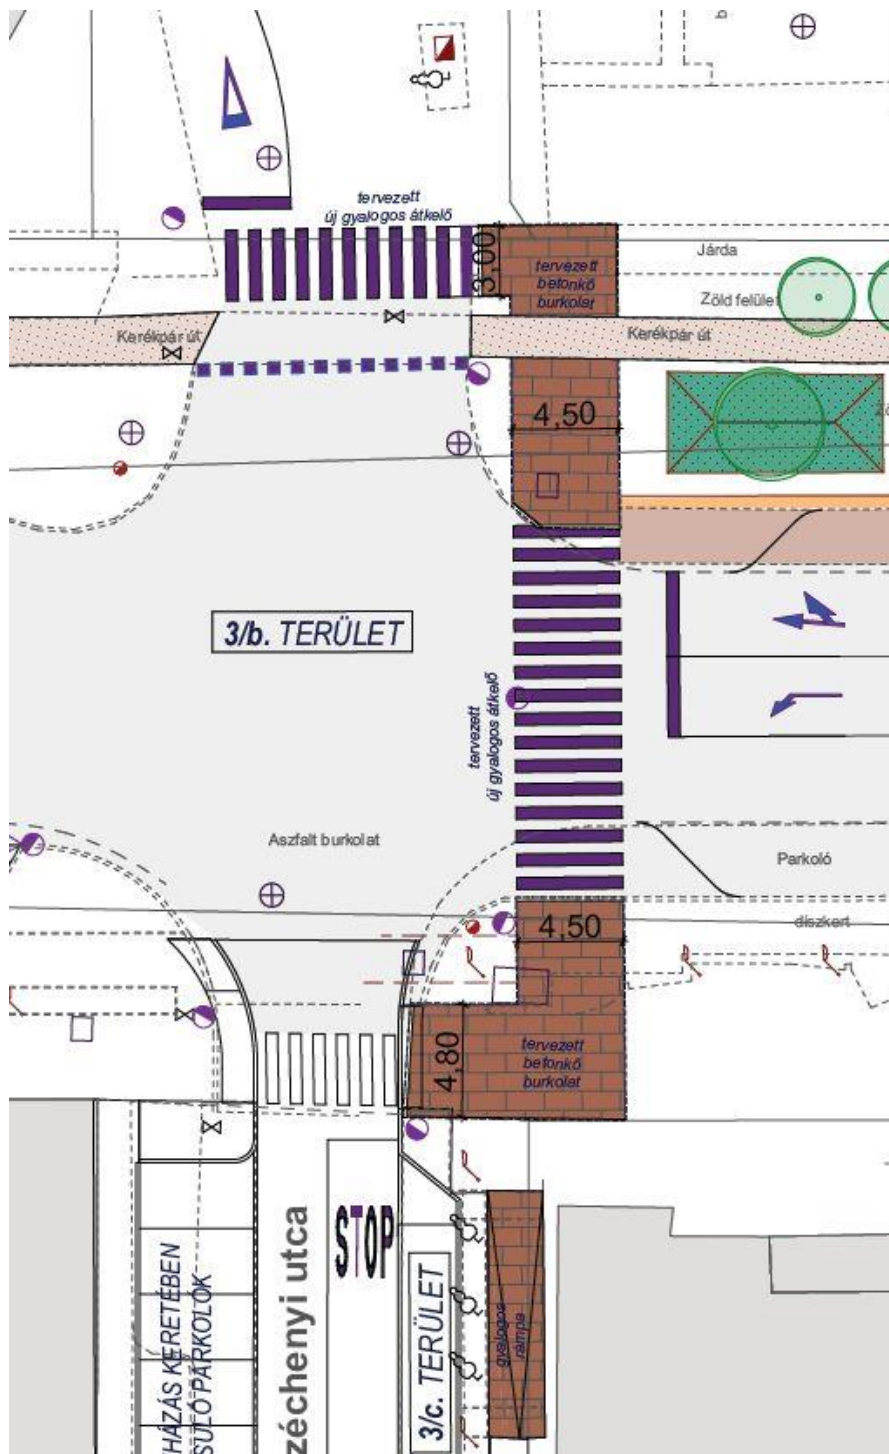 tervezett
új gyalogos átkelő
3,00
tervezett
betonkő
burkolat
Járda
Zöld felület
Kerékpár út
Kerékpár út
4,50
3/b. TERÜLET
tervezett
új gyalogos átkelő
Aszfalt burkolat
Parkoló
díszkert
4,50
4,80
tervezett
betonkő
burkolat
STOP
zéchenyi utca
HÁZÁS KERETÉBEN
SULÓ PARKOLÓK
3/c. TERÜLET
gyalogos
rámpa